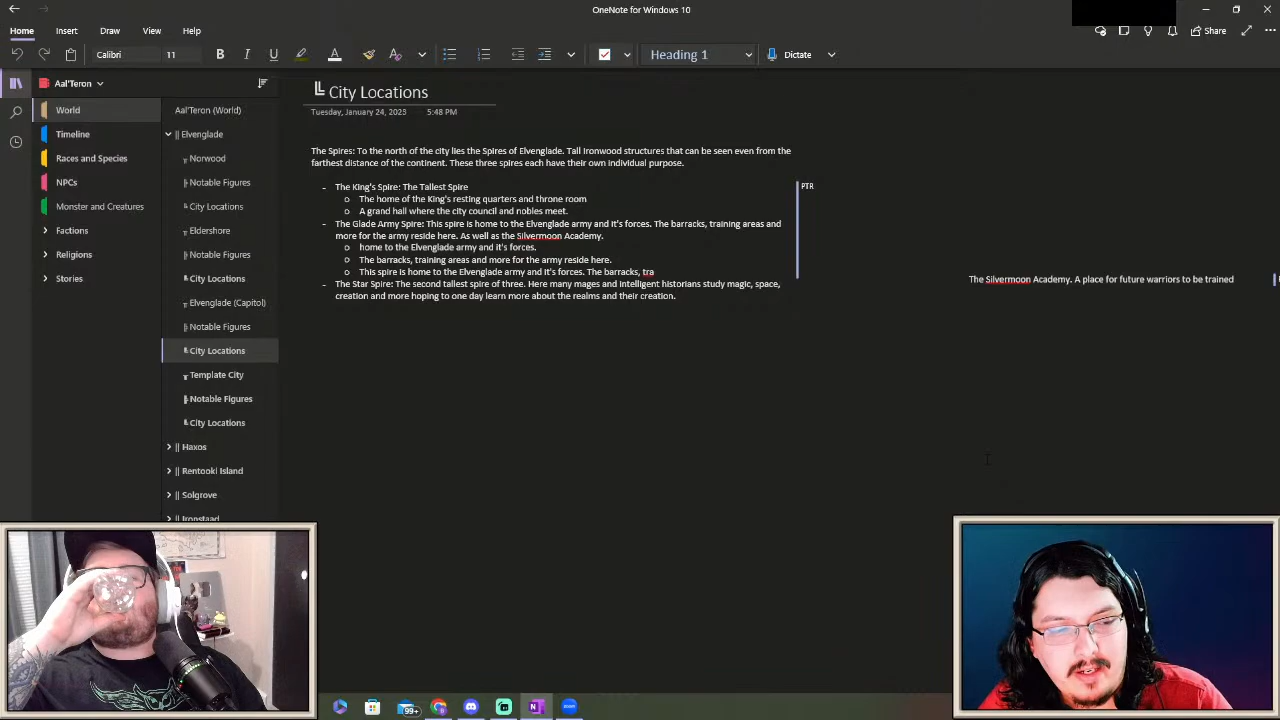 OneNote for Windows 10
Home Insert Draw View Help
Share
Calibri 11 B I U A Heading 1 Dictate
Aal'Teron
World
Timeline
Races and Species
NPCs
Monster and Creatures
Factions
Religions
Stories
Aal'Teron (World)
|| Elvenglade
Norwood
Notable Figures
City Locations
Eldershore
Notable Figures
City Locations
Elvenglade (Capitol)
Notable Figures
City Locations
Template City
Notable Figures
City Locations
|| Haxos
|| Rentooki Island
|| Solgrove
|| Ironstaad
City Locations
Tuesday, January 24, 2023 5:48 PM
The Spires: To the north of the city lies the Spires of Elvenglade. Tall Ironwood structures that can be seen even from the
farthest distance of the continent. These three spires each have their own individual purpose.
- The King's Spire: The Tallest Spire
o The home of the King's resting quarters and throne room
o A grand hall where the city council and nobles meet.
- The Glade Army Spire: This spire is home to the Elvenglade army and it's forces. The barracks, training areas and
more for the army reside here. As well as the Silvermoon Academy.
o home to the Elvenglade army and it's forces.
o The barracks, training areas and more for the army reside here.
o This spire is home to the Elvenglade army and it's forces. The barracks, tra
- The Star Spire: The second tallest spire of three. Here many mages and intelligent historians study magic, space,
creation and more hoping to one day learn more about the realms and their creation.
PTR
The Silvermoon Academy. A place for future warriors to be trained
99+
zoom